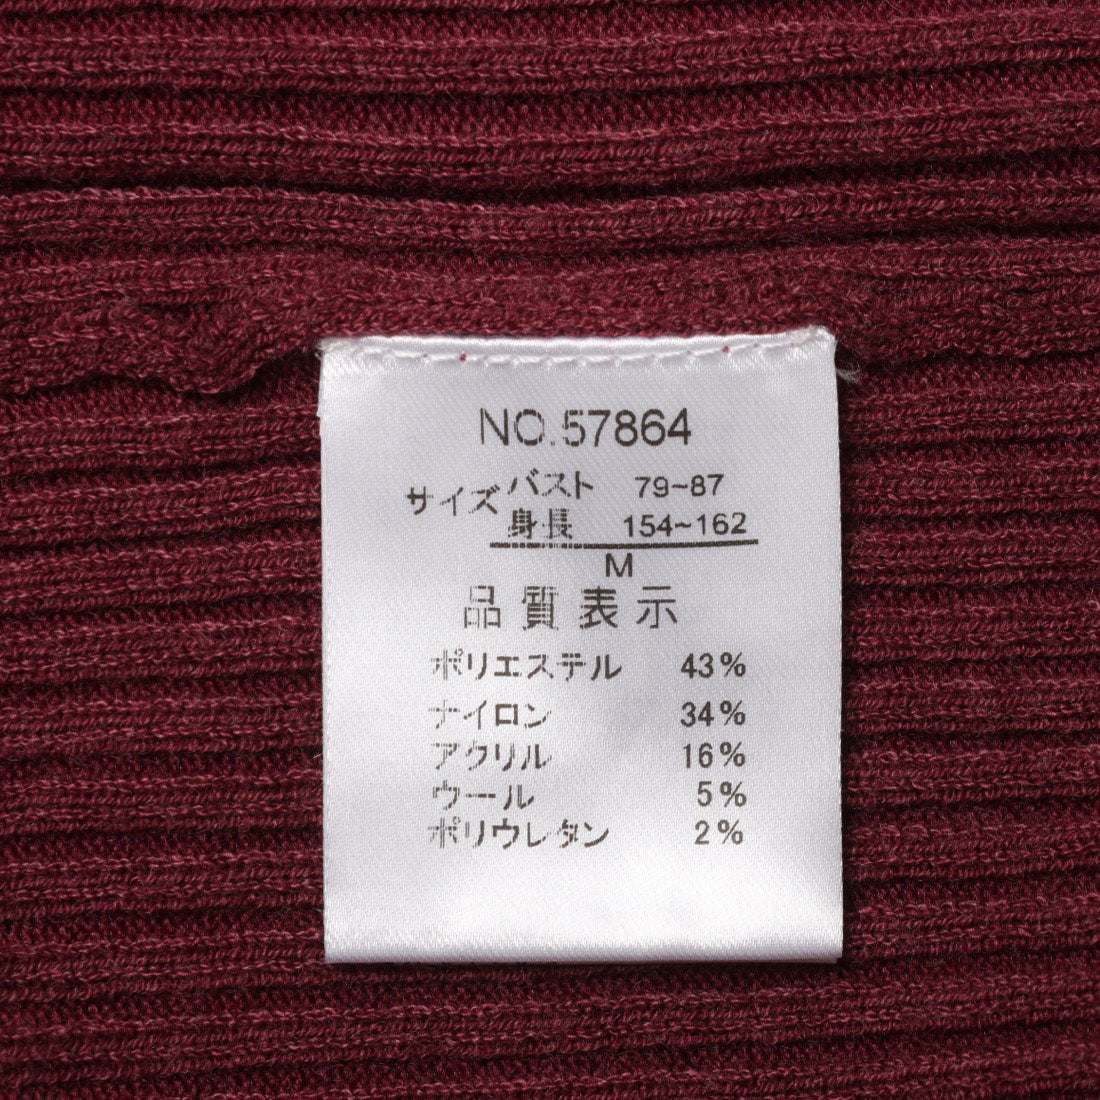 NO.57864
サイズ バスト 79~87
身長 154~162
M
品質表示
ポリエステル 43%
ナイロン 34%
アクリル 16%
ウール 5%
ポリウレタン 2%